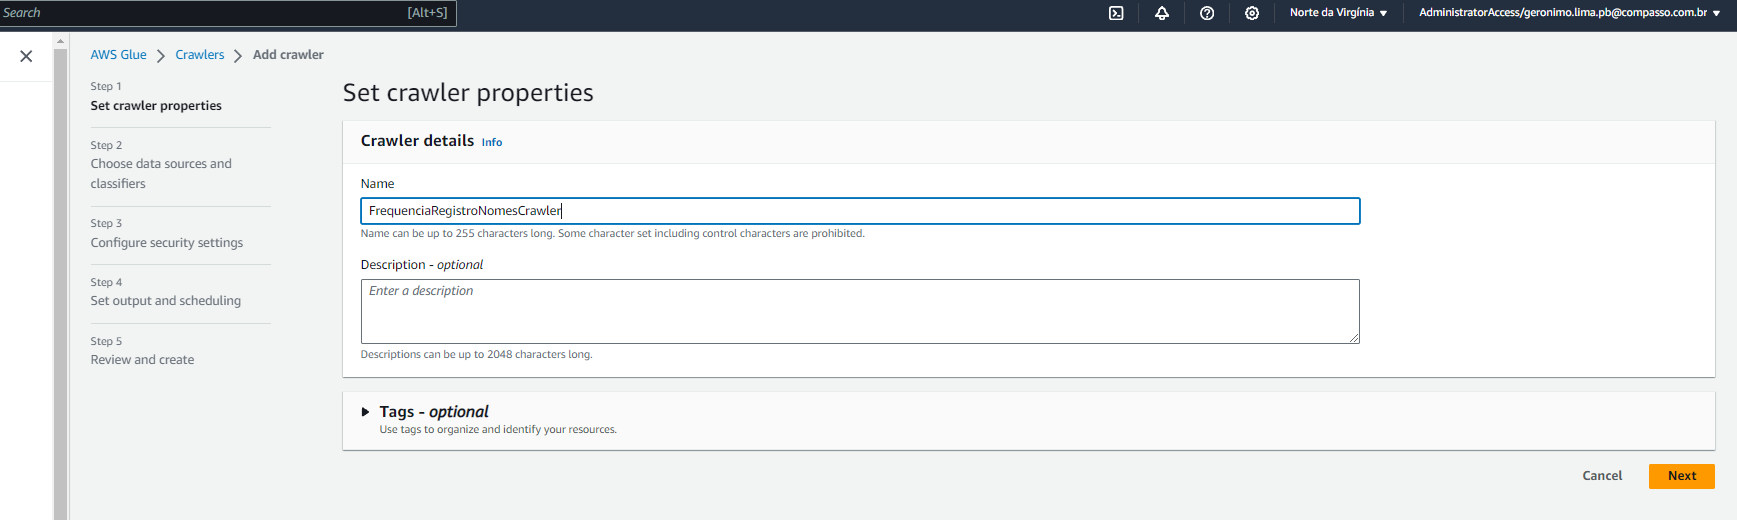 Search [Alt+S] Norte da Virgínia AdministratorAccess/geronimo.lima.pb@compasso.com.br
AWS Glue Crawlers Add crawler
Step 1
Set crawler properties
Step 2
Choose data sources and
classifiers
Step 3
Configure security settings
Step 4
Set output and scheduling
Step 5
Review and create
Set crawler properties
Crawler details Info
Name
FrequenciaRegistroNomesCrawler
Name can be up to 255 characters long. Some character set including control characters are prohibited.
Description - optional
Enter a description
Descriptions can be up to 2048 characters long.
Tags - optional
Use tags to organize and identify your resources.
Cancel Next